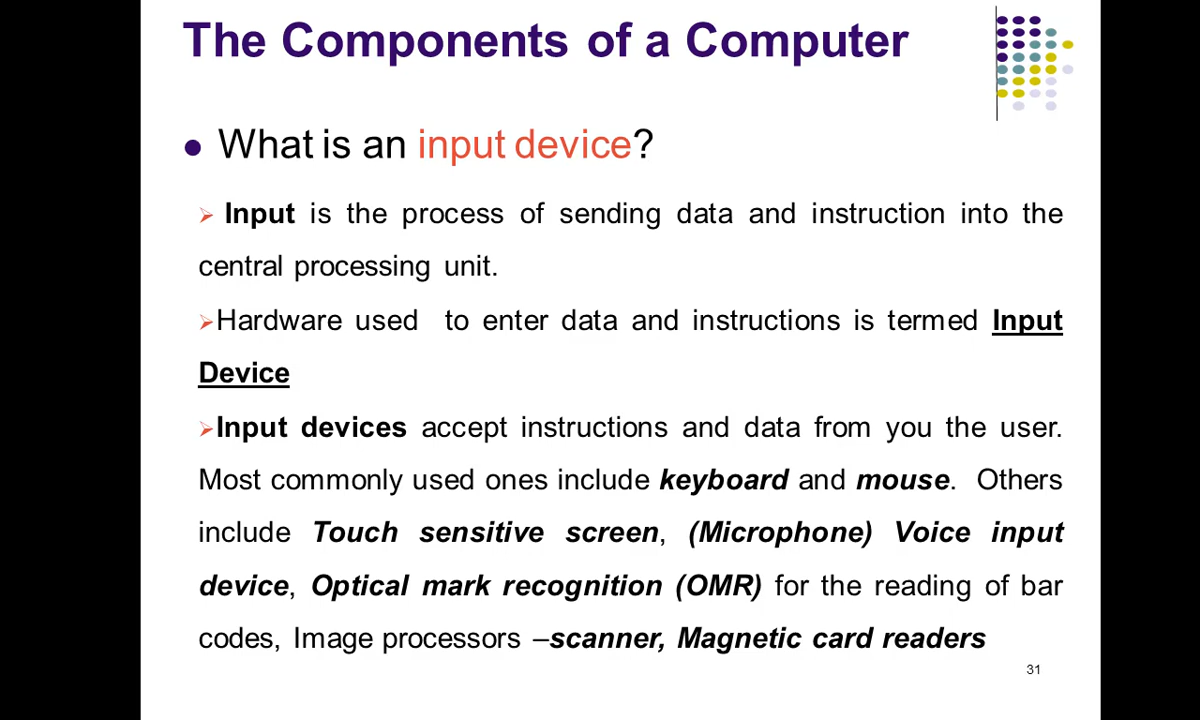 The Components of a Computer
● What is an input device?
➢ Input is the process of sending data and instruction into the
central processing unit.
➢Hardware used to enter data and instructions is termed Input
Device
➢Input devices accept instructions and data from you the user.
Most commonly used ones include keyboard and mouse. Others
include Touch sensitive screen, (Microphone) Voice input
device, Optical mark recognition (OMR) for the reading of bar
codes, Image processors –scanner, Magnetic card readers
31